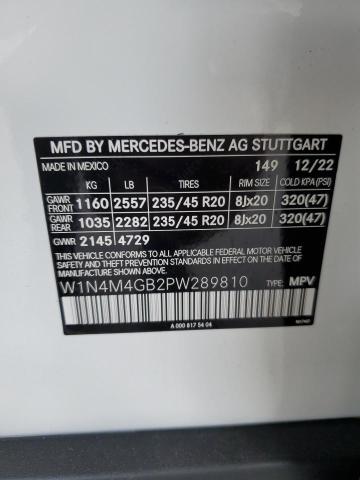 MFD BY MERCEDES-BENZ AG STUTTGART
MADE IN MEXICO 149 12/22
KG LB TIRES RIM SIZE COLD KPA(PSI)
GAWR FRONT 1160 2557 235/45 R20 8Jx20 320(47)
GAWR REAR 1035 2282 235/45 R20 8Jx20 320(47)
GVWR 2145 4729
THIS VEHICLE CONFORMS TO ALL APPLICABLE FEDERAL MOTOR VEHICLE
SAFETY STANDARDS IN EFFECT ON THE DATE OF MANUFACTURE SHOWN ABOVE.
W1N4M4GB2PW289810 TYPE: MPV
A 000 817 54 04